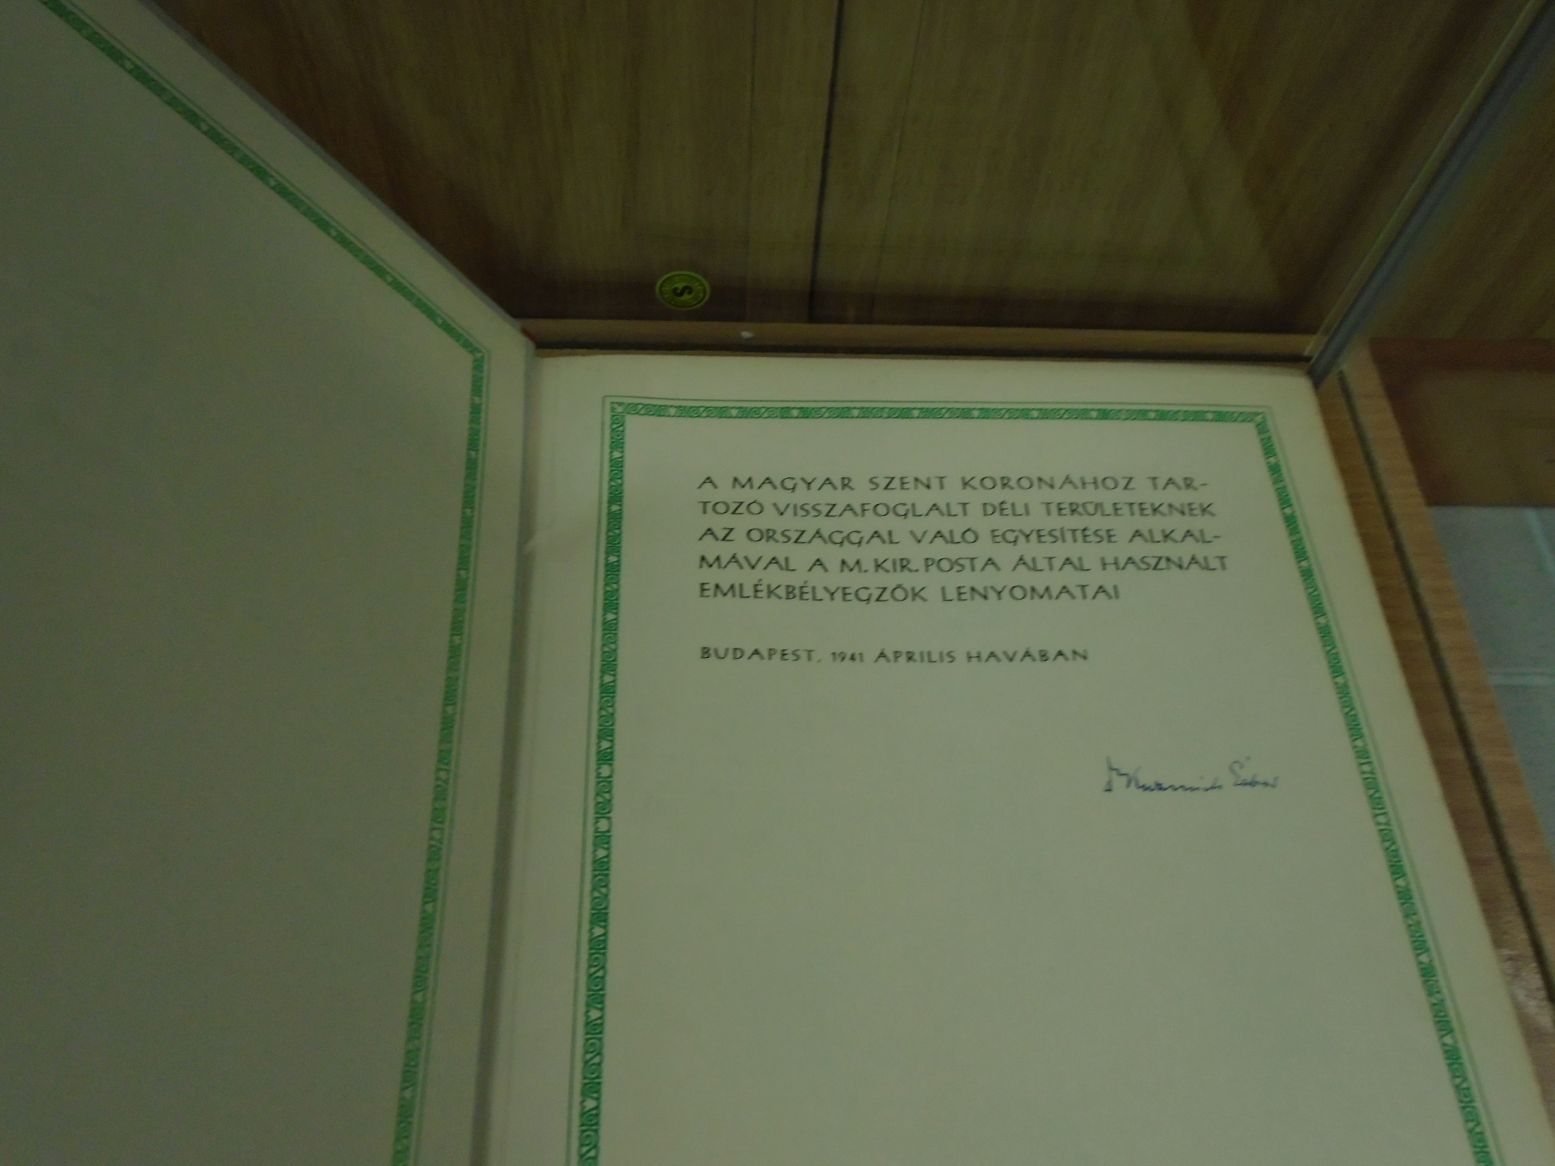 A MAGYAR SZENT KORONÁHOZ TAR-
TOZÓ VISSZAFOGLALT DÉLI TERÜLETEKNEK
AZ ORSZÁGGAL VALÓ EGYESÍTÉSE ALKAL-
MÁVAL A M. KIR. POSTA ÁLTAL HASZNÁLT
EMLÉKBÉLYEGZŐK LENYOMATAI
BUDAPEST, 1941 ÁPRILIS HAVÁBAN